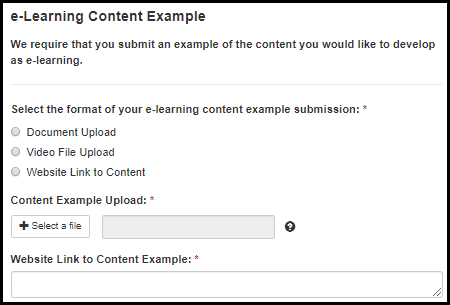 e-Learning Content Example
We require that you submit an example of the content you would like to develop
as e-learning.
Select the format of your e-learning content example submission: *
Document Upload
Video File Upload
Website Link to Content
Content Example Upload: *
+ Select a file ?
Website Link to Content Example: *